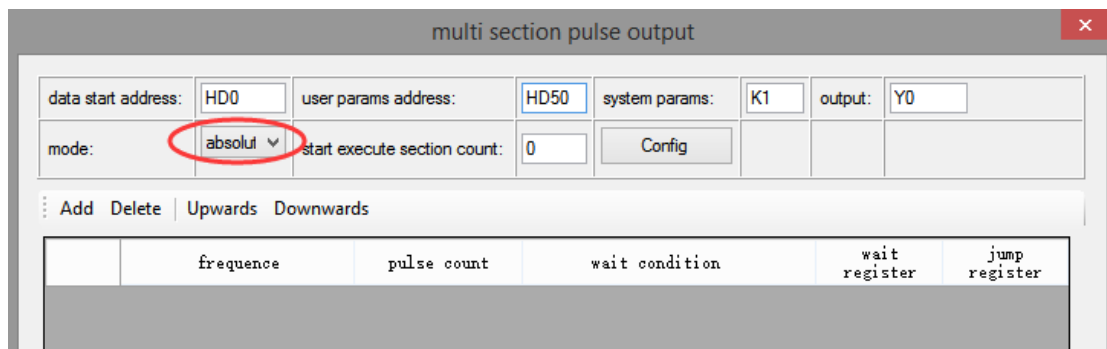 multi section pulse output
data start address: HD0 user params address: HD50 system params: K1 output: Y0
mode: absolut start execute section count: 0 Config
Add Delete Upwards Downwards
frequence pulse count wait condition wait register jump register